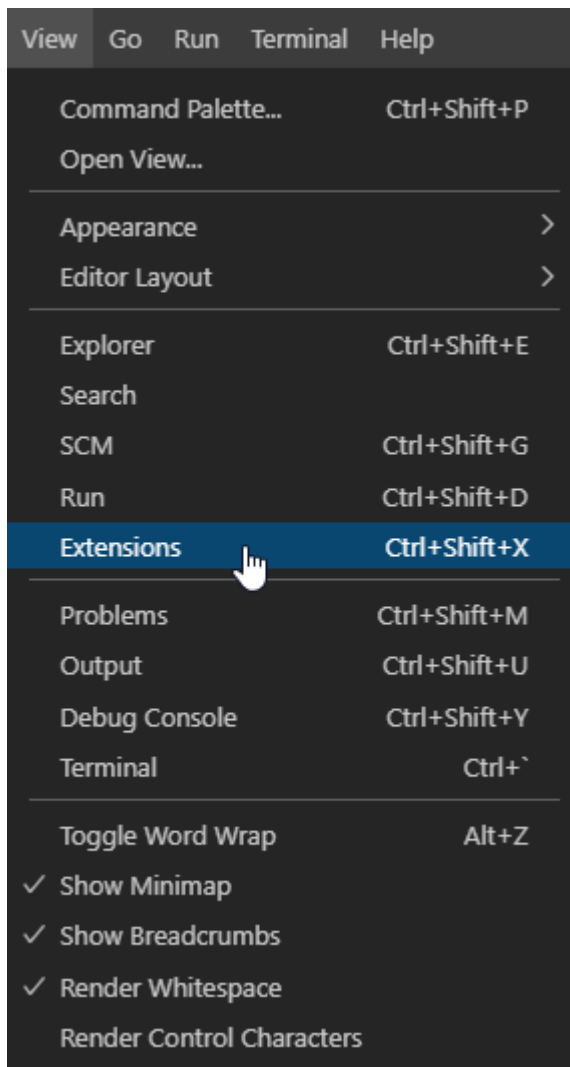 View Go Run Terminal Help
Command Palette... Ctrl+Shift+P
Open View...
Appearance
Editor Layout
Explorer Ctrl+Shift+E
Search
SCM Ctrl+Shift+G
Run Ctrl+Shift+D
Extensions Ctrl+Shift+X
Problems Ctrl+Shift+M
Output Ctrl+Shift+U
Debug Console Ctrl+Shift+Y
Terminal Ctrl+`
Toggle Word Wrap Alt+Z
Show Minimap
Show Breadcrumbs
Render Whitespace
Render Control Characters